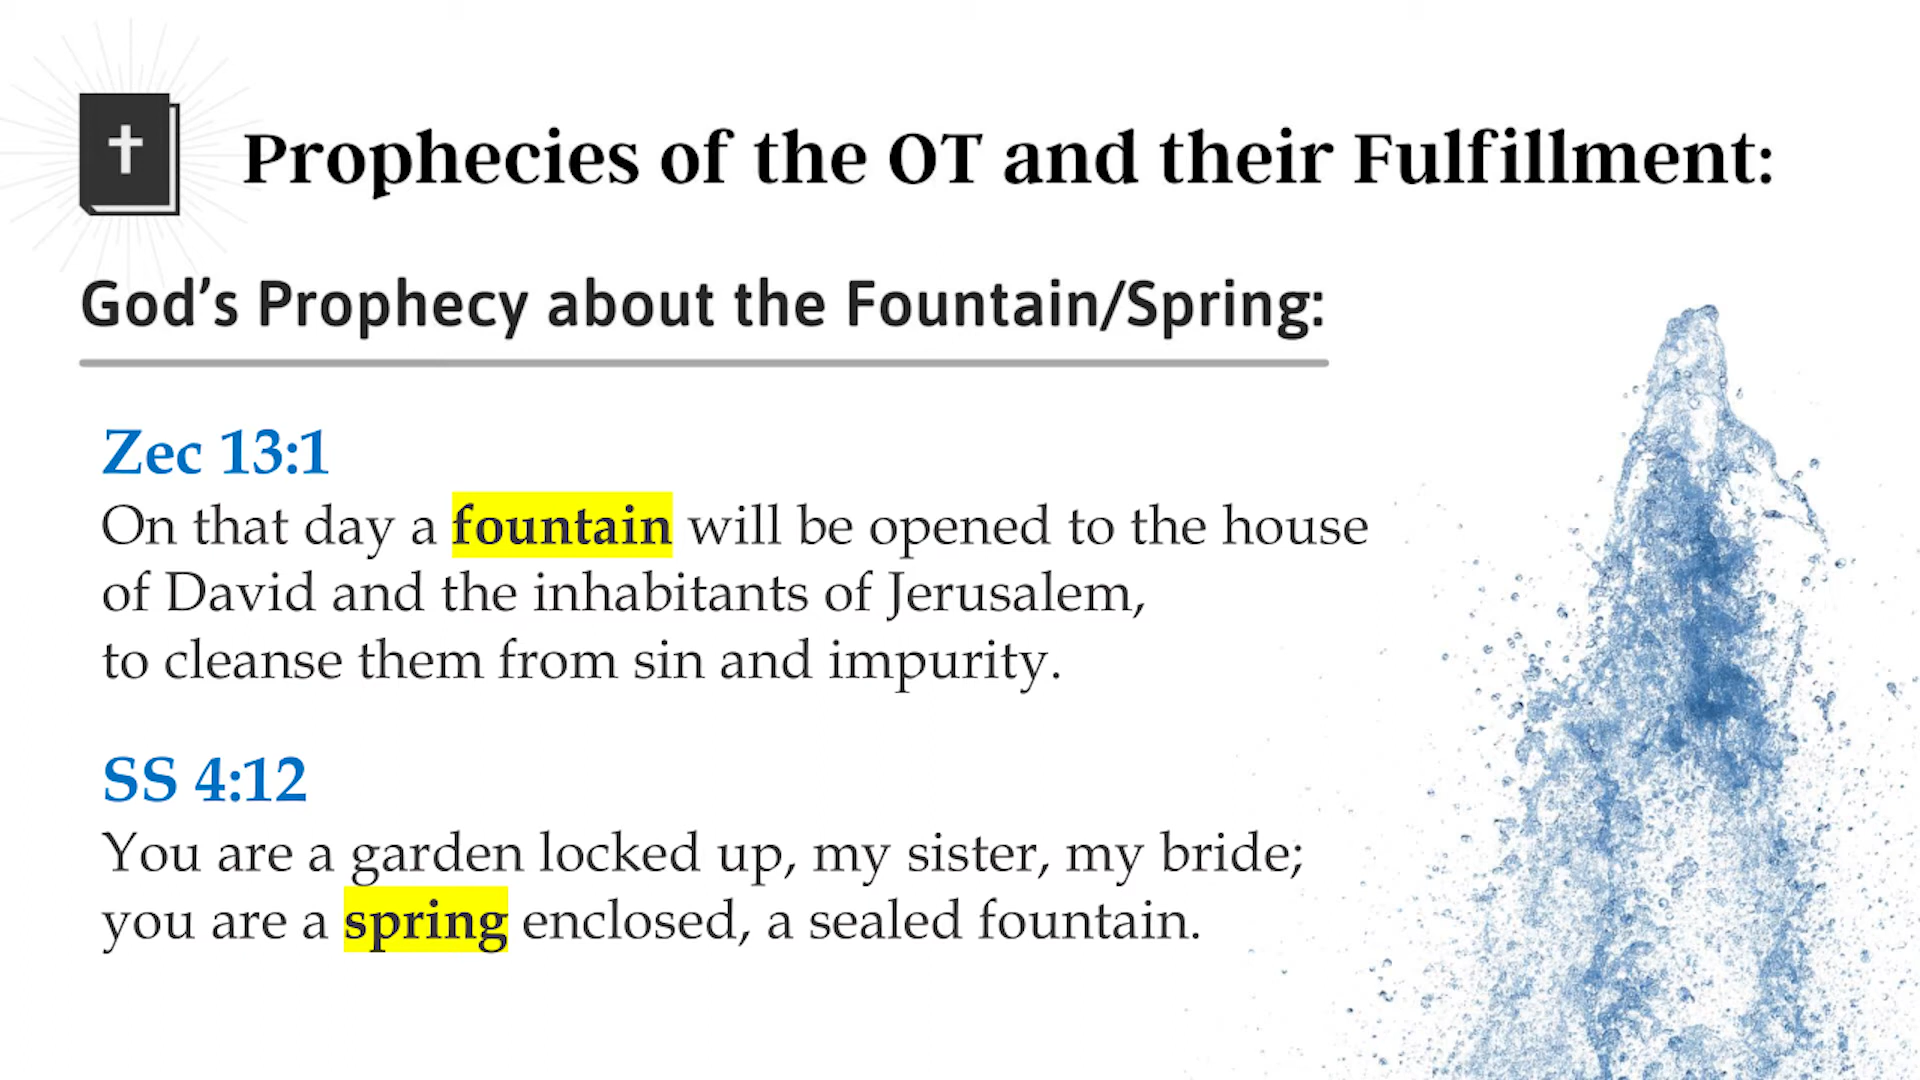 Prophecies of the OT and their Fulfillment:
God’s Prophecy about the Fountain/Spring:
Zec 13:1
On that day a fountain will be opened to the house
of David and the inhabitants of Jerusalem,
to cleanse them from sin and impurity.
SS 4:12
You are a garden locked up, my sister, my bride;
you are a spring enclosed, a sealed fountain.